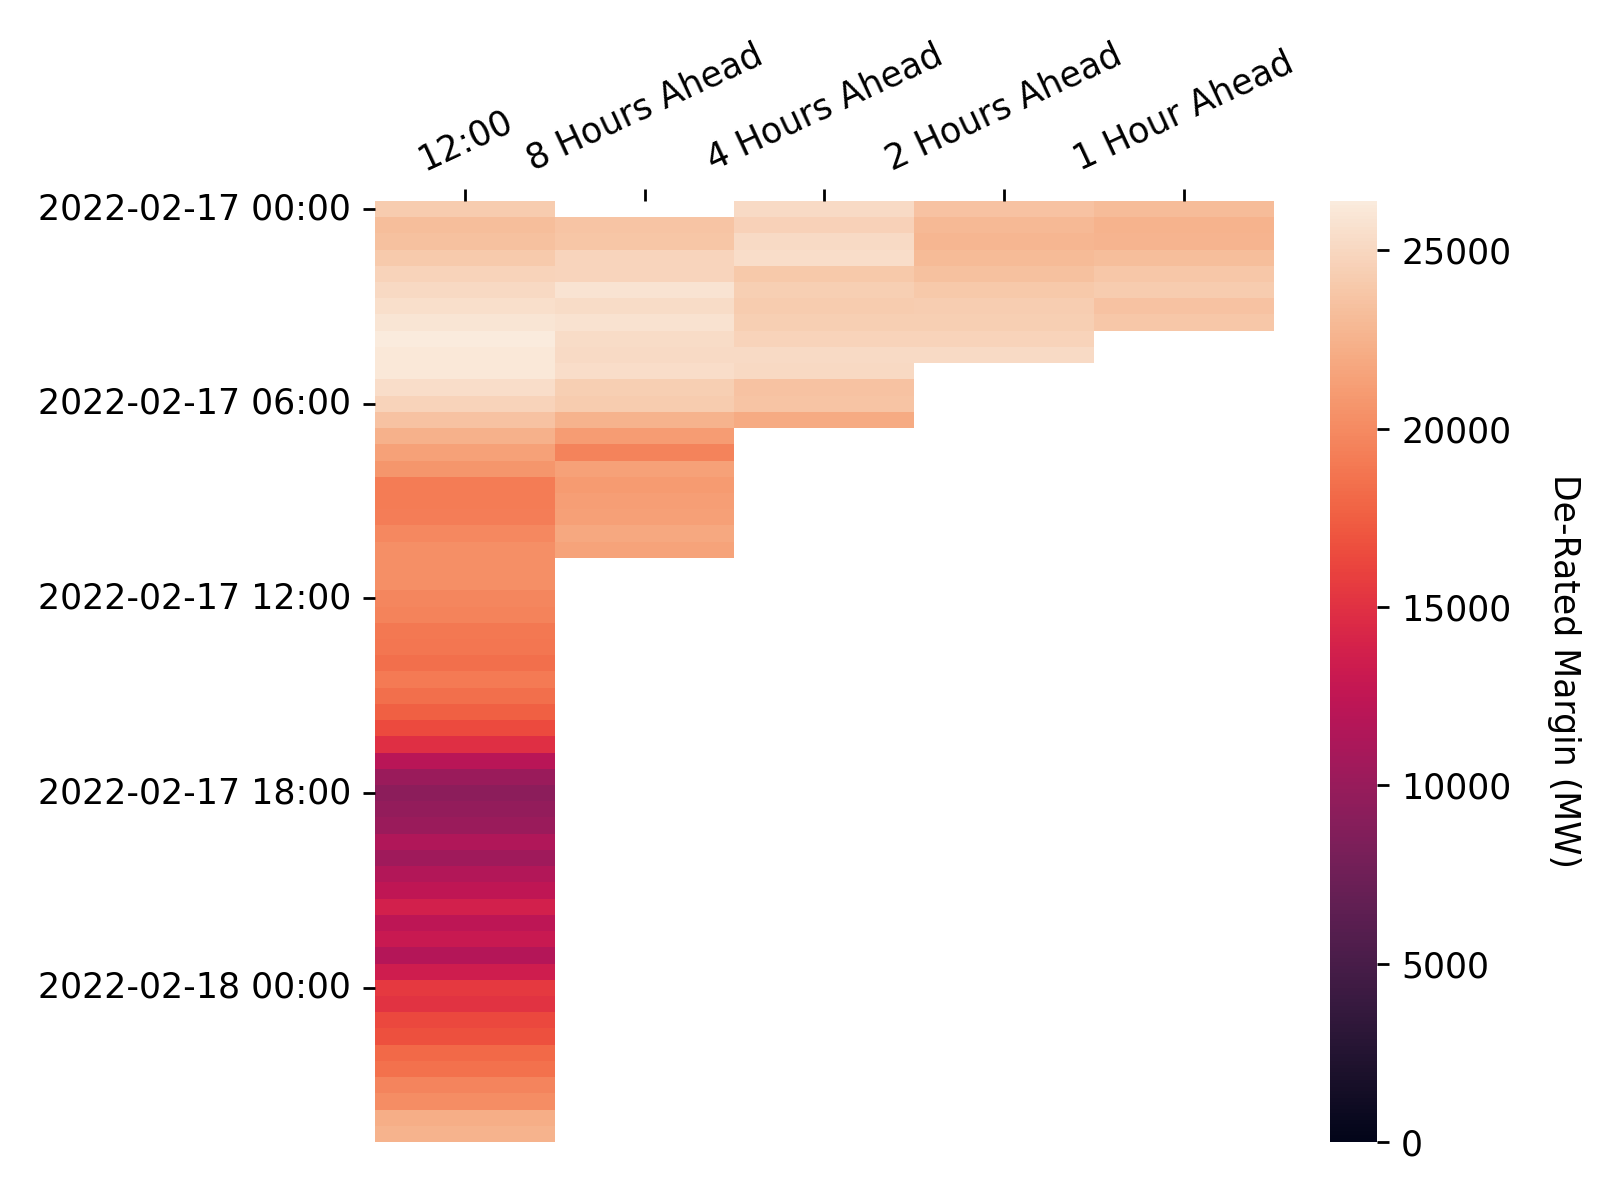 12:00
8 Hours Ahead
4 Hours Ahead
2 Hours Ahead
1 Hour Ahead
2022-02-17 00:00
2022-02-17 06:00
2022-02-17 12:00
2022-02-17 18:00
2022-02-18 00:00
25000
20000
15000
10000
5000
0
De-Rated Margin (MW)